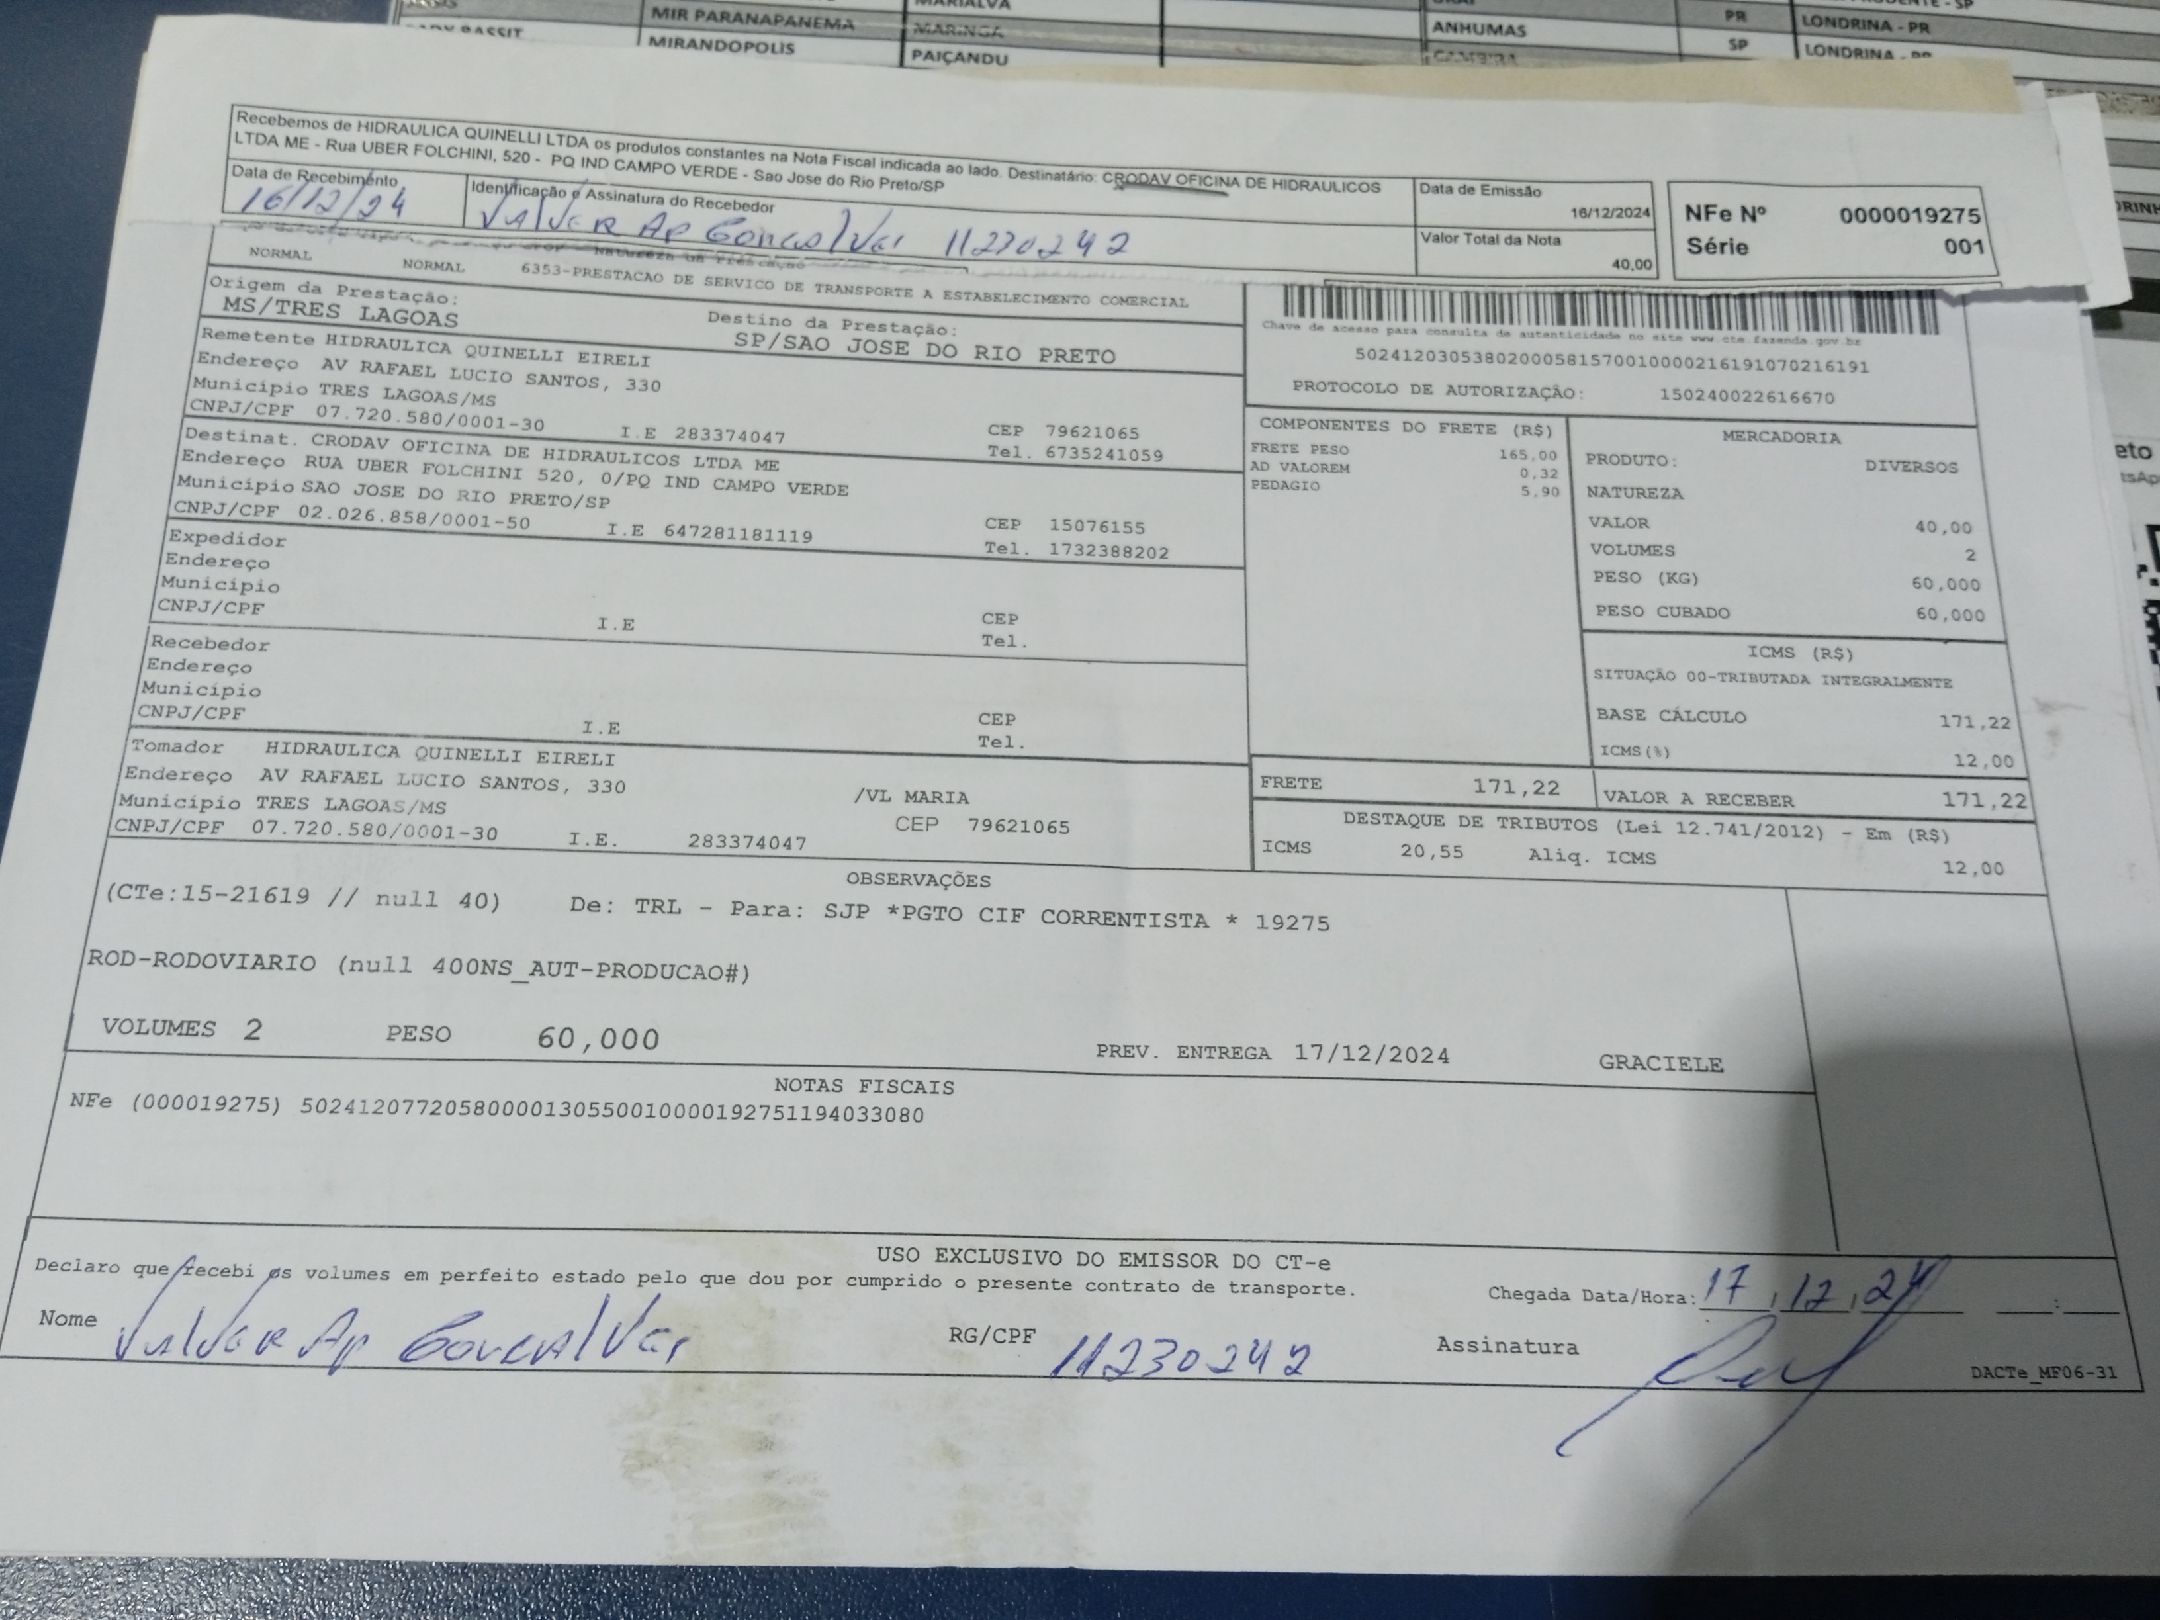 MIR PARANAPANEMA
MARINGA
ANHUMAS
PR
LONDRINA - PR
MIRANDOPOLIS
PAIÇANDU
SP
Recebemos de HIDRAULICA QUINELLI LTDA os produtos constantes na Nota Fiscal indicada ao lado. Destinatário: CRODAV OFICINA DE HIDRAULICOS
LTDA ME - Rua UBER FOLCHINI, 520 - PQ IND CAMPO VERDE - Sao Jose do Rio Preto/SP
Data de Recebimento
16/12/24
Identificação e Assinatura do Recebedor
Valver Ap Goncalves 11230242
Data de Emissão
16/12/2024
Valor Total da Nota
40,00
NFe Nº 0000019275
Série 001
NORMAL NORMAL 6353-PRESTACAO DE SERVICO DE TRANSPORTE A ESTABELECIMENTO COMERCIAL
Origem da Prestação:
MS/TRES LAGOAS
Destino da Prestação:
SP/SAO JOSE DO RIO PRETO
Remetente HIDRAULICA QUINELLI EIRELI
Endereço AV RAFAEL LUCIO SANTOS, 330
Município TRES LAGOAS/MS
CNPJ/CPF 07.720.580/0001-30 I.E 283374047
CEP 79621065
Tel. 6735241059
Destinat. CRODAV OFICINA DE HIDRAULICOS LTDA ME
Endereço RUA UBER FOLCHINI 520, 0/PQ IND CAMPO VERDE
Município SAO JOSE DO RIO PRETO/SP
CNPJ/CPF 02.026.858/0001-50 I.E 647281181119
CEP 15076155
Tel. 1732388202
Expedidor
Endereço
Município
CNPJ/CPF
I.E
CEP
Tel.
Recebedor
Endereço
Município
CNPJ/CPF
I.E
CEP
Tel.
Tomador HIDRAULICA QUINELLI EIRELI
Endereço AV RAFAEL LUCIO SANTOS, 330 /VL MARIA
Município TRES LAGOAS/MS CEP 79621065
CNPJ/CPF 07.720.580/0001-30 I.E. 283374047
Chave de acesso para consulta de autenticidade no site www.cte.fazenda.gov.br
50241203053802000581570010000216191070216191
PROTOCOLO DE AUTORIZAÇÃO: 150240022616670
COMPONENTES DO FRETE (R$)
FRETE PESO 165,00
AD VALOREM 0,32
PEDAGIO 5,90
MERCADORIA
PRODUTO: DIVERSOS
NATUREZA
VALOR 40,00
VOLUMES 2
PESO (KG) 60,000
PESO CUBADO 60,000
ICMS (R$)
SITUAÇÃO 00-TRIBUTADA INTEGRALMENTE
BASE CÁLCULO 171,22
ICMS(%) 12,00
FRETE 171,22 VALOR A RECEBER 171,22
DESTAQUE DE TRIBUTOS (Lei 12.741/2012) - Em (R$)
ICMS 20,55 Aliq. ICMS 12,00
OBSERVAÇÕES
(CTe:15-21619 // null 40) De: TRL - Para: SJP *PGTO CIF CORRENTISTA * 19275
ROD-RODOVIARIO (null 400NS_AUT-PRODUCAO#)
VOLUMES 2 PESO 60,000 PREV. ENTREGA 17/12/2024 GRACIELE
NOTAS FISCAIS
NFe (000019275) 50241207720580000130550010000192751194033080
USO EXCLUSIVO DO EMISSOR DO CT-e
Declaro que recebi os volumes em perfeito estado pelo que dou por cumprido o presente contrato de transporte.
Chegada Data/Hora: 17/12/24
Nome Valver Ap Goncalves RG/CPF 11230242 Assinatura
DACTe_MF06-31